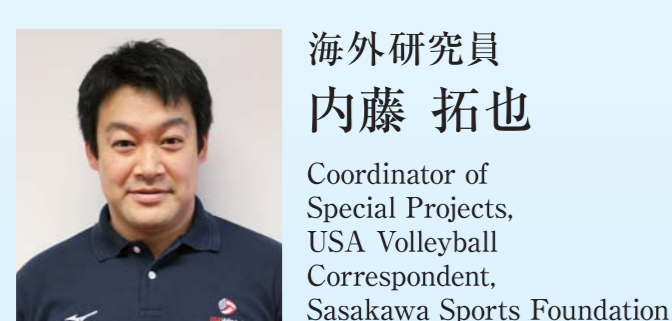 海外研究員
内藤 拓也
Coordinator of
Special Projects,
USA Volleyball
Correspondent,
Sasakawa Sports Foundation